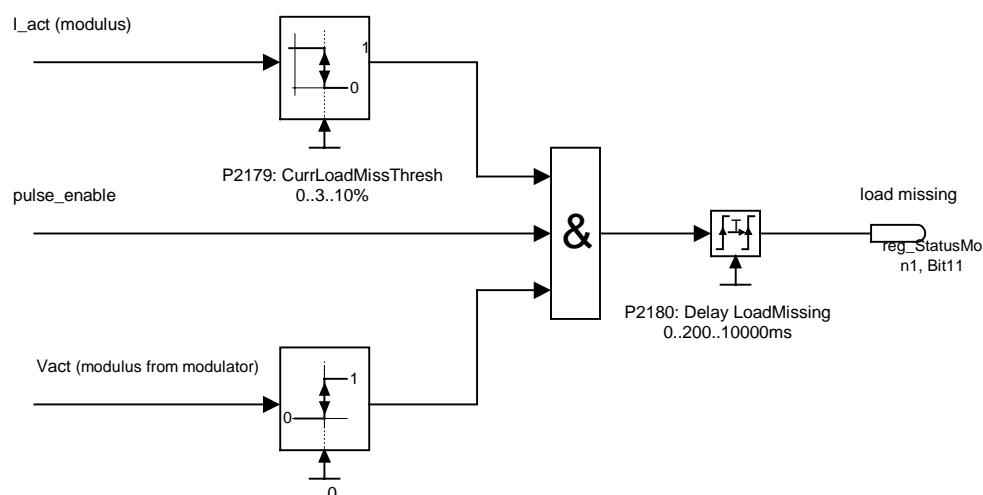 I_act (modulus)
1
0
P2179: CurrLoadMissThresh
0..3..10%
pulse_enable
&
T
load missing
reg_StatusMo
n1, Bit11
P2180: Delay LoadMissing
0..200..10000ms
Vact (modulus from modulator)
1
0
0